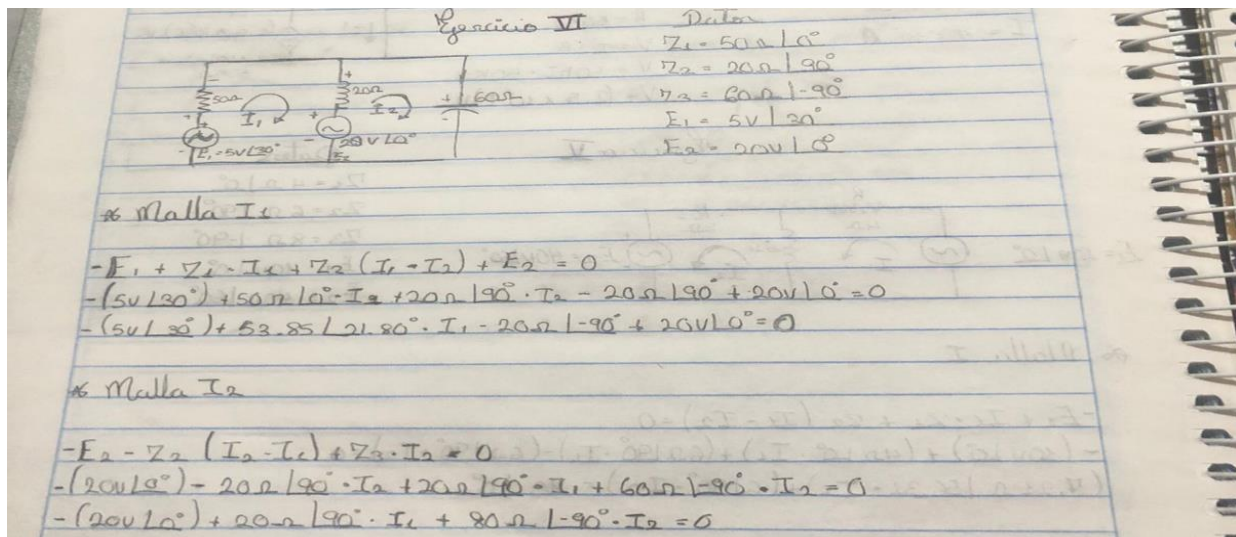 Ejercicio VI
Datos
Z1 = 50Ω ∠0°
Z2 = 20Ω ∠90°
Z3 = 60Ω ∠-90°
E1 = 5V ∠30°
E2 = 20V ∠0°
50Ω
I1
20Ω
I2
60Ω
E1=5V∠30°
20V∠0°
E2
* Malla I1
-E1 + Z1 · I1 + Z2 (I1 - I2) + E2 = 0
-(5V∠30°) + 50Ω∠0° · I2 + 20Ω∠90° · I2 - 20Ω∠90° + 20V∠0° = 0
-(5V∠30°) + 53.85∠21.80° · I1 - 20Ω∠-90° + 20V∠0° = 0
* Malla I2
-E2 - Z2 (I2 - I1) + Z3 · I2 = 0
-(20V∠0°) - 20Ω∠90° · I2 + 20Ω∠90° · I1 + 60Ω∠-90° · I2 = 0
-(20V∠0°) + 20Ω∠90° · I1 + 80Ω∠-90° · I2 = 0